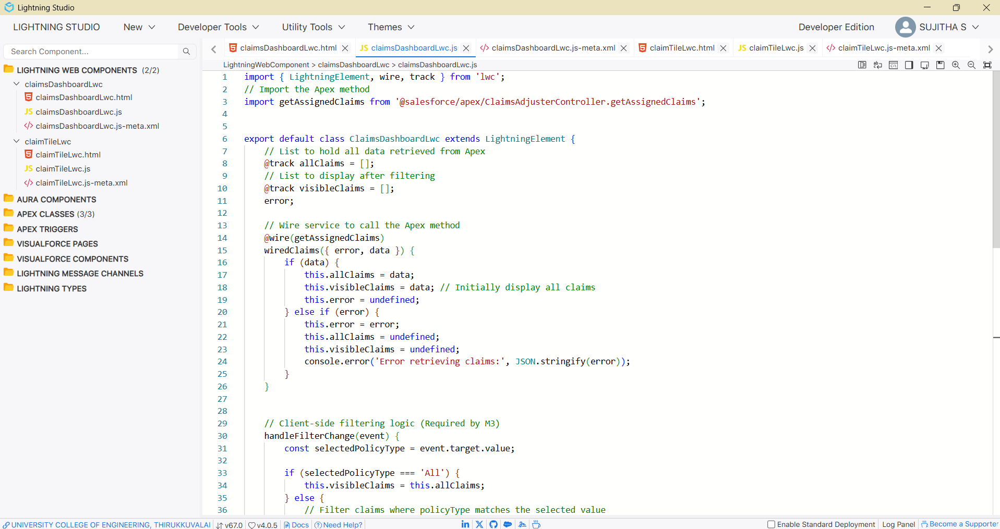 Lightning Studio
LIGHTNING STUDIO New Developer Tools Utility Tools Themes Developer Edition SUJITHA S
Search Component...
claimsDashboardLwc.html JS claimsDashboardLwc.js </> claimsDashboardLwc.js-meta.xml claimTileLwc.html JS claimTileLwc.js </> claimTileLwc.js-meta.xml
LightningWebComponent > claimsDashboardLwc > claimsDashboardLwc.js
LIGHTNING WEB COMPONENTS (2/2)
claimsDashboardLwc
claimsDashboardLwc.html
JS claimsDashboardLwc.js
</> claimsDashboardLwc.js-meta.xml
claimTileLwc
claimTileLwc.html
JS claimTileLwc.js
</> claimTileLwc.js-meta.xml
AURA COMPONENTS
APEX CLASSES (3/3)
APEX TRIGGERS
VISUALFORCE PAGES
VISUALFORCE COMPONENTS
LIGHTNING MESSAGE CHANNELS
LIGHTNING TYPES
1 import { LightningElement, wire, track } from 'lwc';
2 // Import the Apex method
3 import getAssignedClaims from '@salesforce/apex/ClaimsAdjusterController.getAssignedClaims';
4
5
6 export default class ClaimsDashboardLwc extends LightningElement {
7 // List to hold all data retrieved from Apex
8 @track allClaims = [];
9 // List to display after filtering
10 @track visibleClaims = [];
11 error;
12
13 // Wire service to call the Apex method
14 @wire(getAssignedClaims)
15 wiredClaims({ error, data }) {
16 if (data) {
17 this.allClaims = data;
18 this.visibleClaims = data; // Initially display all claims
19 this.error = undefined;
20 } else if (error) {
21 this.error = error;
22 this.allClaims = undefined;
23 this.visibleClaims = undefined;
24 console.error('Error retrieving claims:', JSON.stringify(error));
25 }
26 }
27
28
29 // Client-side filtering logic (Required by M3)
30 handleFilterChange(event) {
31 const selectedPolicyType = event.target.value;
32
33 if (selectedPolicyType === 'All') {
34 this.visibleClaims = this.allClaims;
35 } else {
36 // Filter claims where policyType matches the selected value
UNIVERSITY COLLEGE OF ENGINEERING, THIRUKKUVALAI v67.0 v4.0.5 Docs Need Help? Enable Standard Deployment Log Panel Become a Supporter